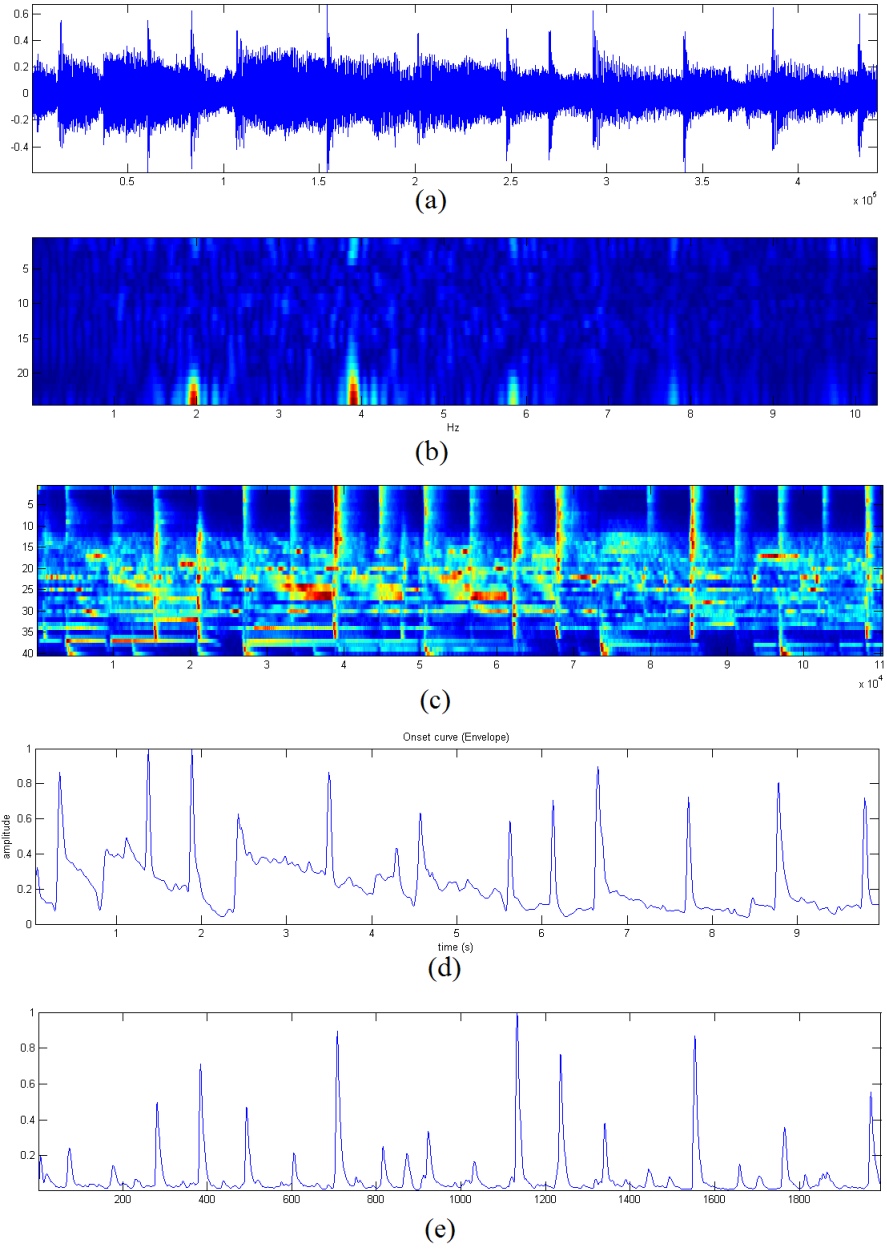 0.6
0.4
0.2
0
-0.2
-0.4
0.5 1 1.5 2 2.5 3 3.5 4
x 10⁵
(a)
5
10
15
20
1 2 3 4 5 6 7 8 9 10
Hz
(b)
5
10
15
20
25
30
35
40
1 2 3 4 5 6 7 8 9 10 11
x 10⁴
(c)
Onset curve (Envelope)
1
0.8
0.6
0.4
0.2
0
amplitude
1 2 3 4 5 6 7 8 9
time (s)
(d)
1
0.8
0.6
0.4
0.2
200 400 600 800 1000 1200 1400 1600 1800
(e)